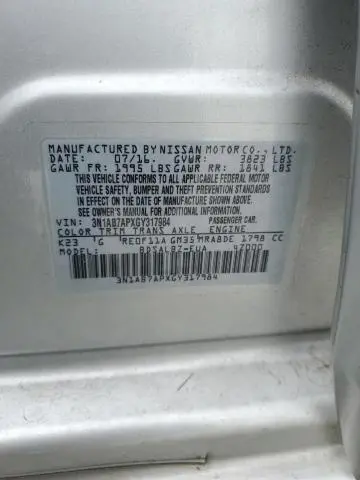 MANUFACTURED BY NISSAN MOTOR CO., LTD.
DATE: 07/16 GVWR: 3823 LBS
GAWR FR: 1995 LBS GAWR RR: 1841 LBS
THIS VEHICLE CONFORMS TO ALL
APPLICABLE FEDERAL MOTOR
VEHICLE SAFETY, BUMPER AND THEFT
PREVENTION STANDARDS IN EFFECT
ON THE DATE OF MANUFACTURE
SHOWN ABOVE.
SEE OWNER'S MANUAL FOR
ADDITIONAL INFORMATION
VIN: 3N1AB7APXGY317984 PASSENGER CAR.
COLOR TRIM TRANS AXLE ENGINE
K23 G RE0F11A GM35 MRA8DE 1798 CC
MODEL: BDSALBZ-EUA
3N1AB7APXGY317984